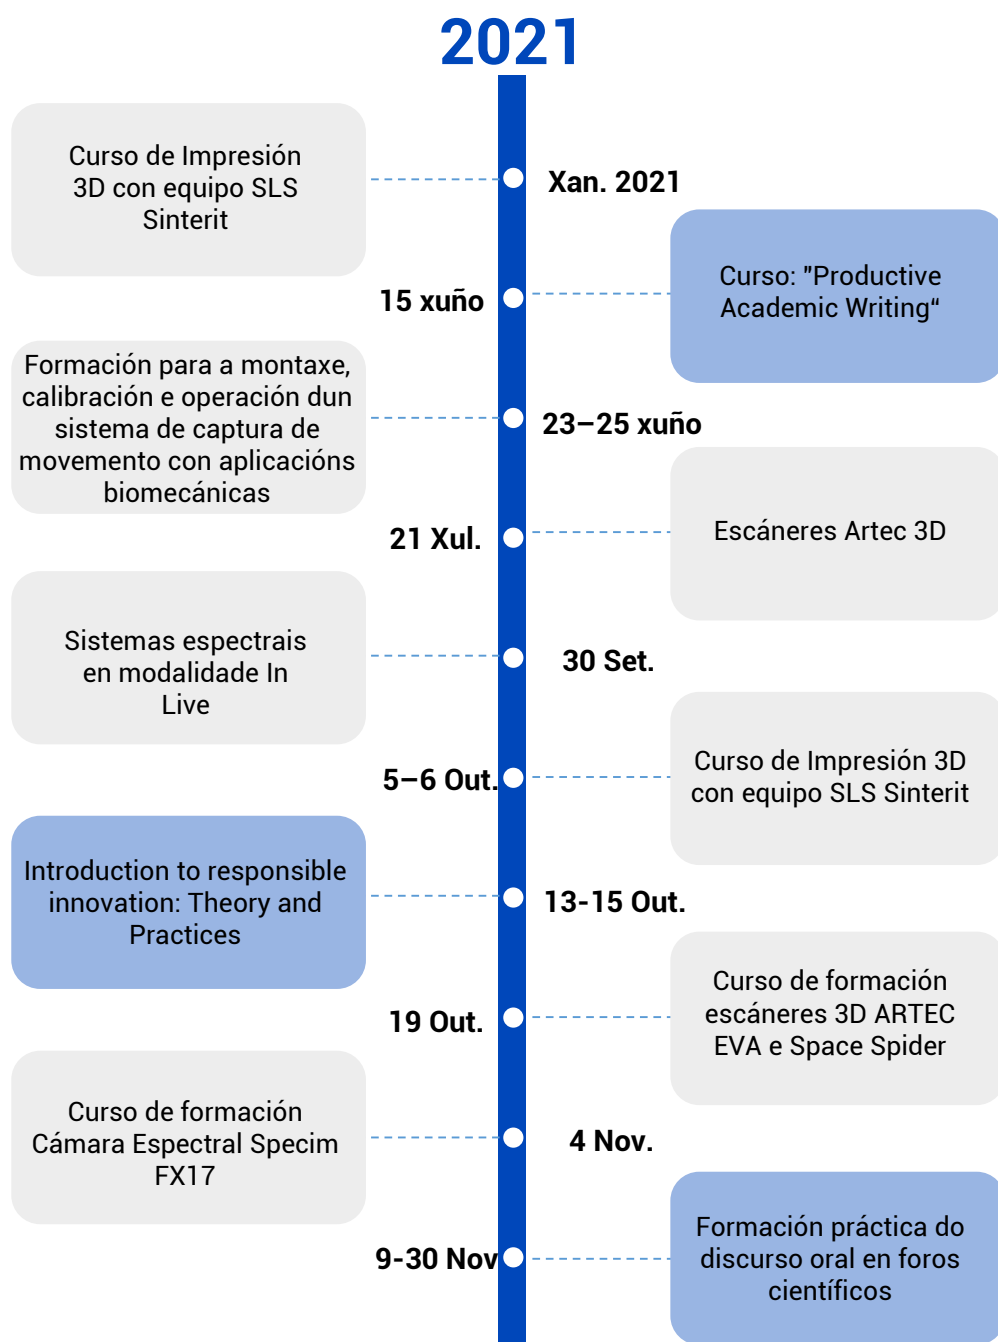 2021
Curso de Impresión
3D con equipo SLS
Sinterit
Xan. 2021
15 xuño
Curso: "Productive
Academic Writing“
Formación para a montaxe,
calibración e operación dun
sistema de captura de
movemento con aplicacións
biomecánicas
23–25 xuño
21 Xul.
Escáneres Artec 3D
Sistemas espectrais
en modalidade In
Live
30 Set.
5–6 Out.
Curso de Impresión 3D
con equipo SLS Sinterit
Introduction to responsible
innovation: Theory and
Practices
13-15 Out.
19 Out.
Curso de formación
escáneres 3D ARTEC
EVA e Space Spider
Curso de formación
Cámara Espectral Specim
FX17
4 Nov.
9-30 Nov
Formación práctica do
discurso oral en foros
científicos